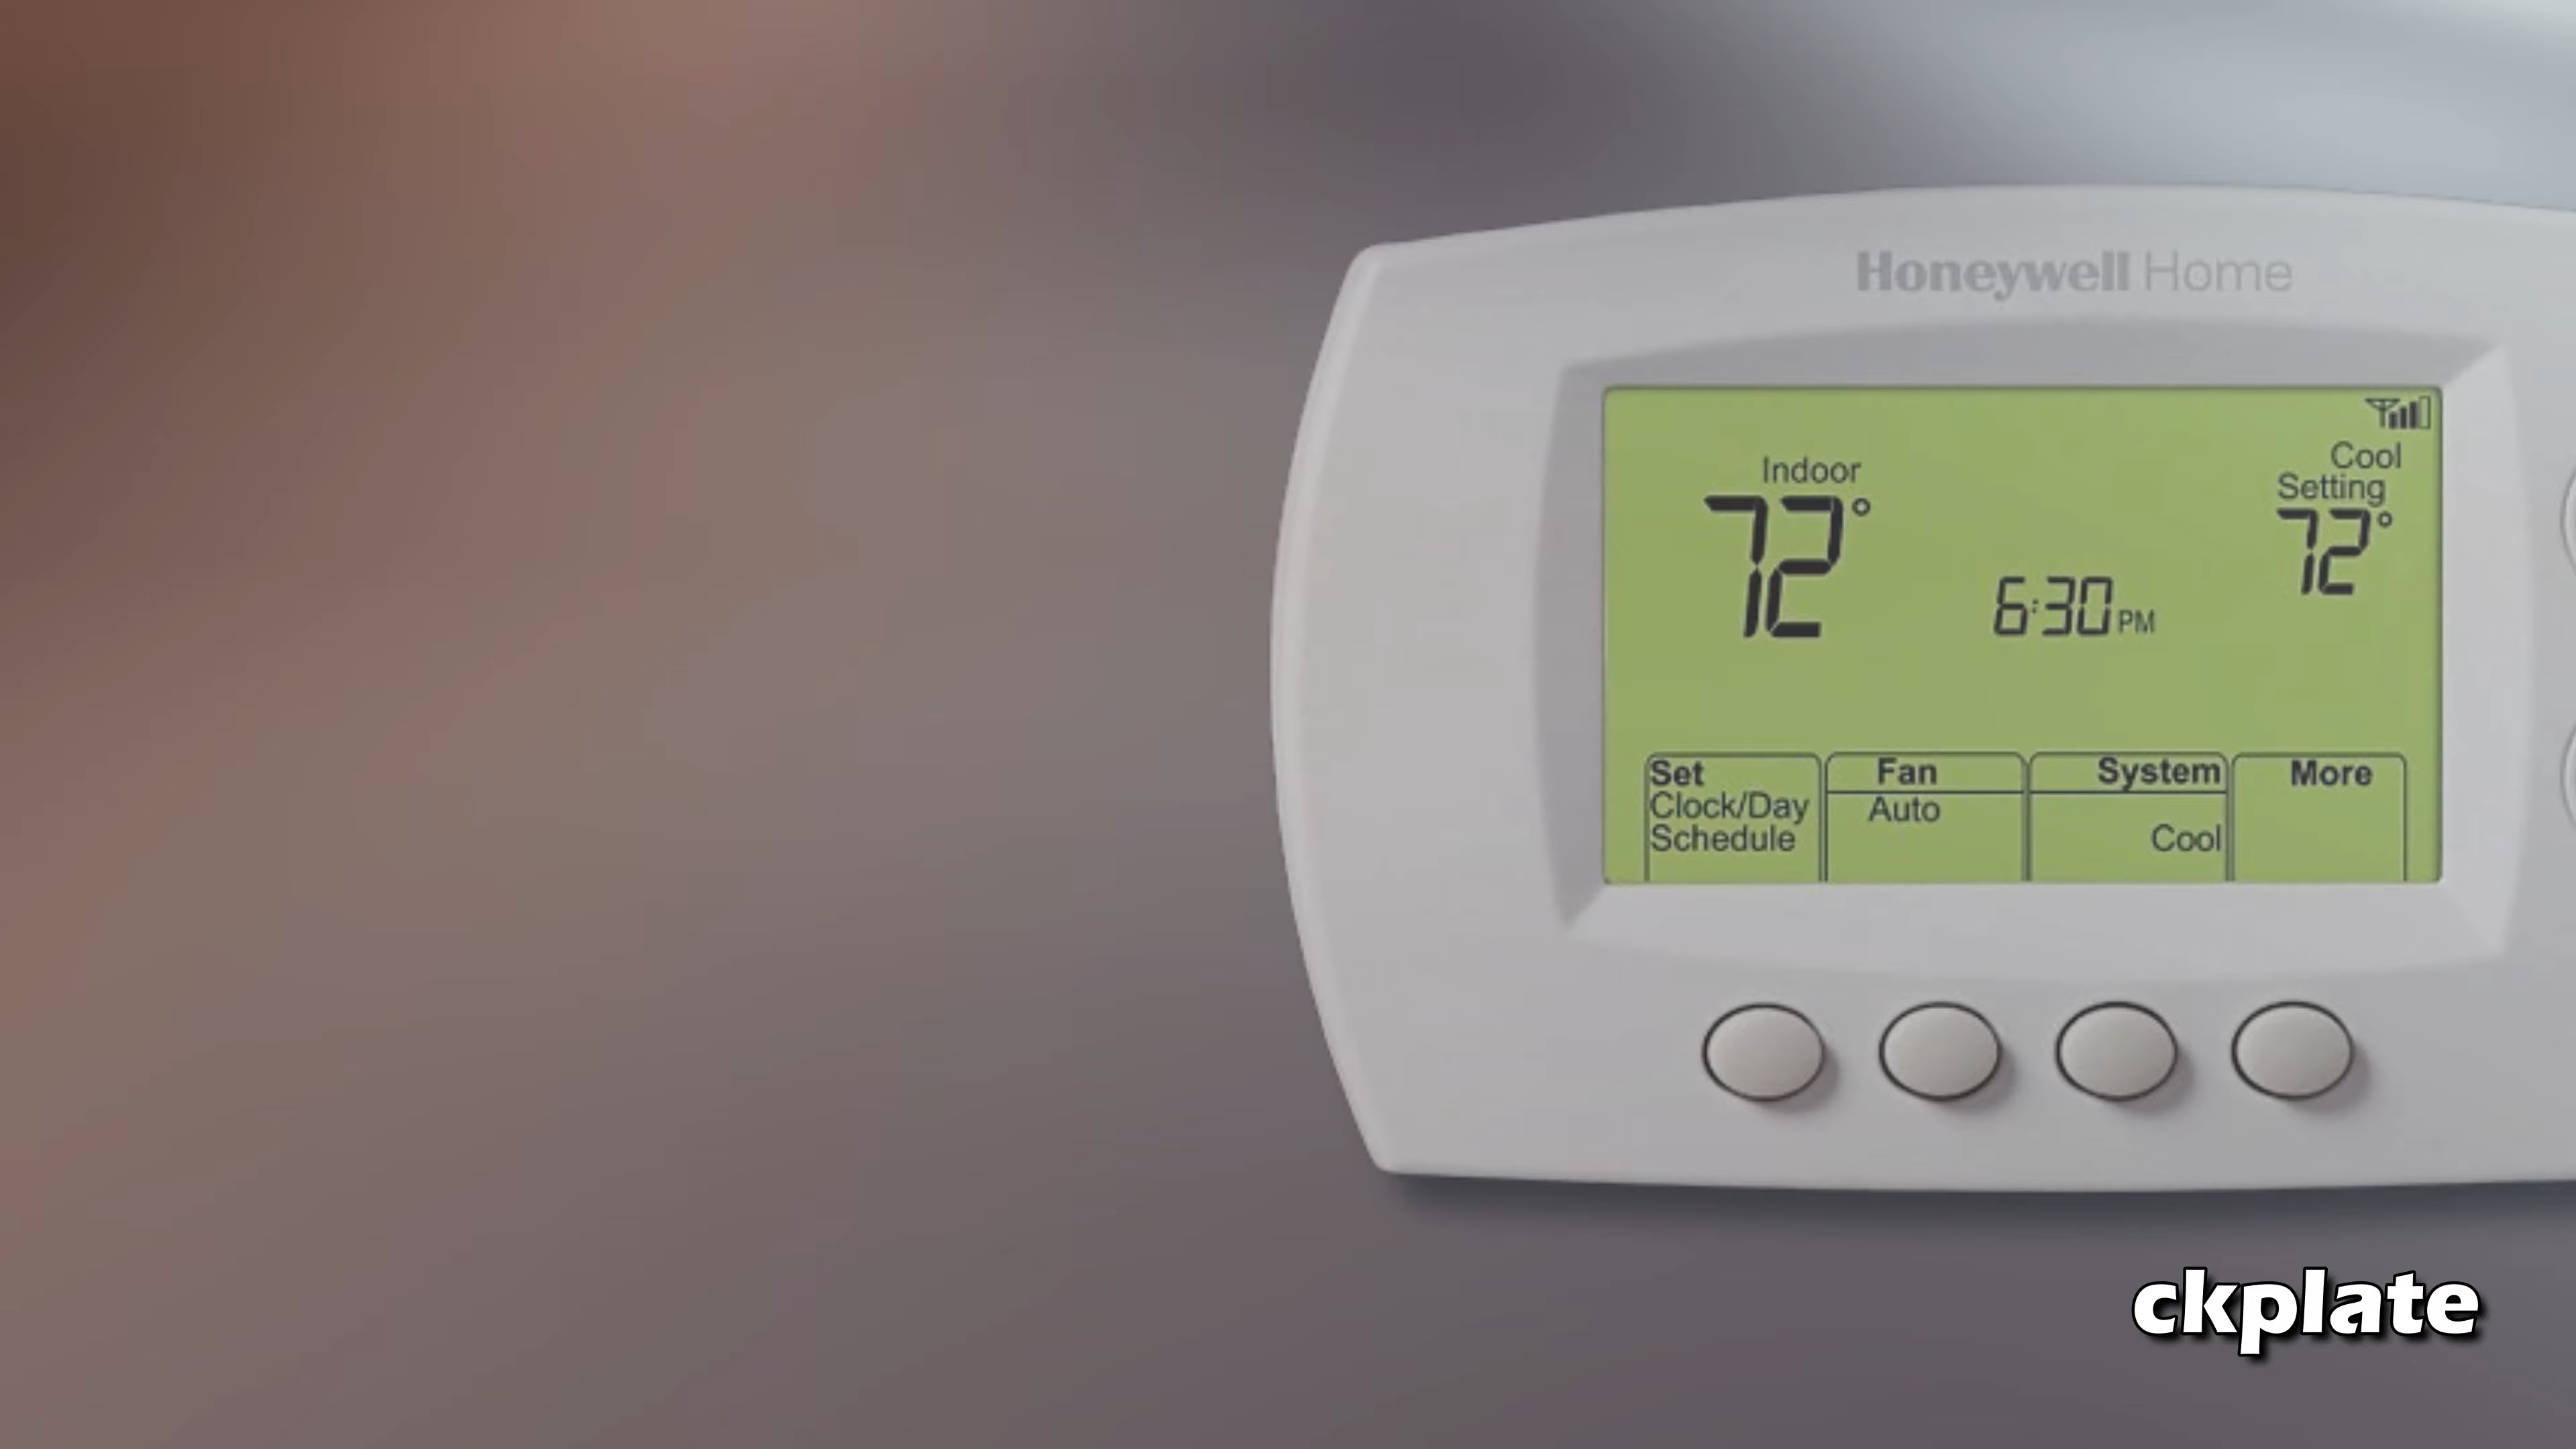 Honeywell Home
Cool
Indoor
Setting
72°
72°
6:30 PM
Set
Fan
System
More
Clock/Day
Auto
Schedule
Cool
ckplate